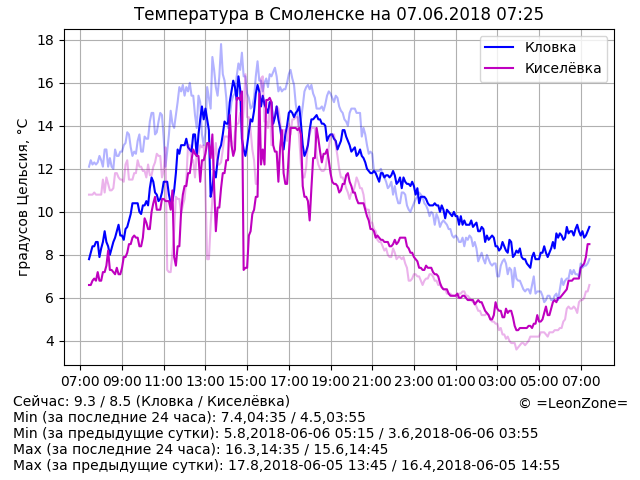 Температура в Смоленске на 07.06.2018 07:25
18
16
14
12
10
8
6
4
градусов Цельсия, °C
Кловка
Киселёвка
07:00 09:00 11:00 13:00 15:00 17:00 19:00 21:00 23:00 01:00 03:00 05:00 07:00
Сейчас: 9.3 / 8.5 (Кловка / Киселёвка)
© =LeonZone=
Min (за последние 24 часа): 7.4,04:35 / 4.5,03:55
Min (за предыдущие сутки): 5.8,2018-06-06 05:15 / 3.6,2018-06-06 03:55
Max (за последние 24 часа): 16.3,14:35 / 15.6,14:45
Max (за предыдущие сутки): 17.8,2018-06-05 13:45 / 16.4,2018-06-05 14:55